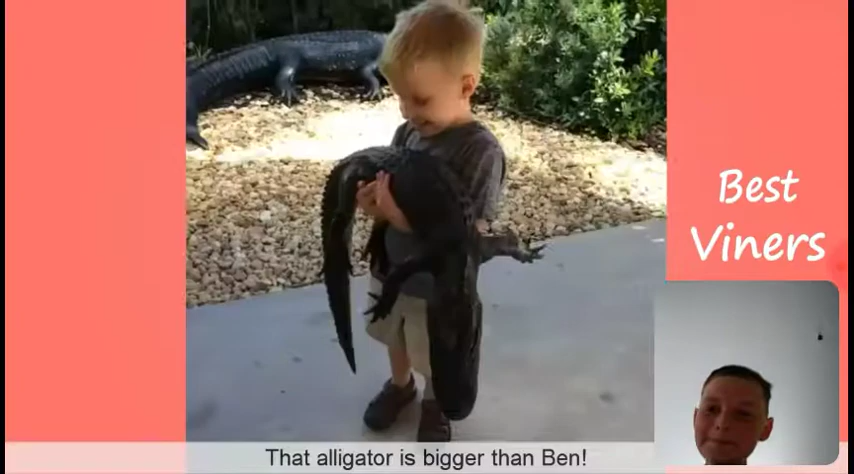 Best
Viners
That alligator is bigger than Ben!